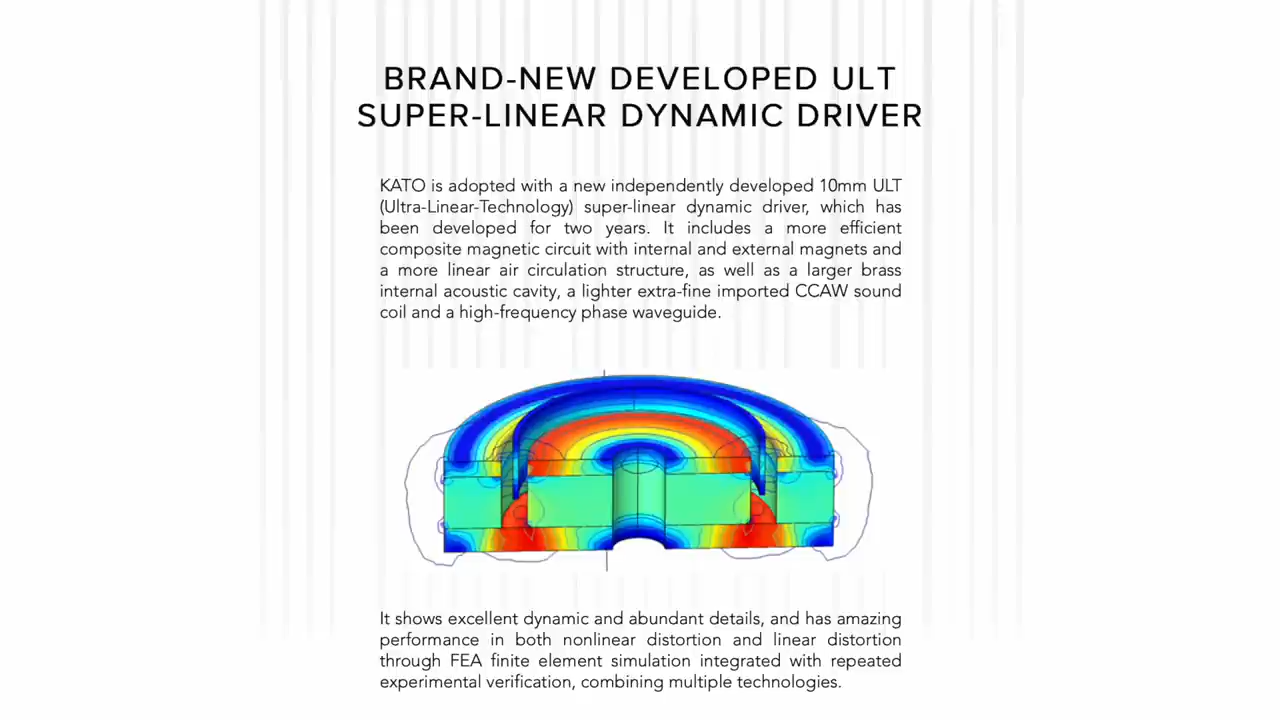 BRAND-NEW DEVELOPED ULT
SUPER-LINEAR DYNAMIC DRIVER
KATO is adopted with a new independently developed 10mm ULT
(Ultra-Linear-Technology) super-linear dynamic driver, which has
been developed for two years. It includes a more efficient
composite magnetic circuit with internal and external magnets and
a more linear air circulation structure, as well as a larger brass
internal acoustic cavity, a lighter extra-fine imported CCAW sound
coil and a high-frequency phase waveguide.
It shows excellent dynamic and abundant details, and has amazing
performance in both nonlinear distortion and linear distortion
through FEA finite element simulation integrated with repeated
experimental verification, combining multiple technologies.